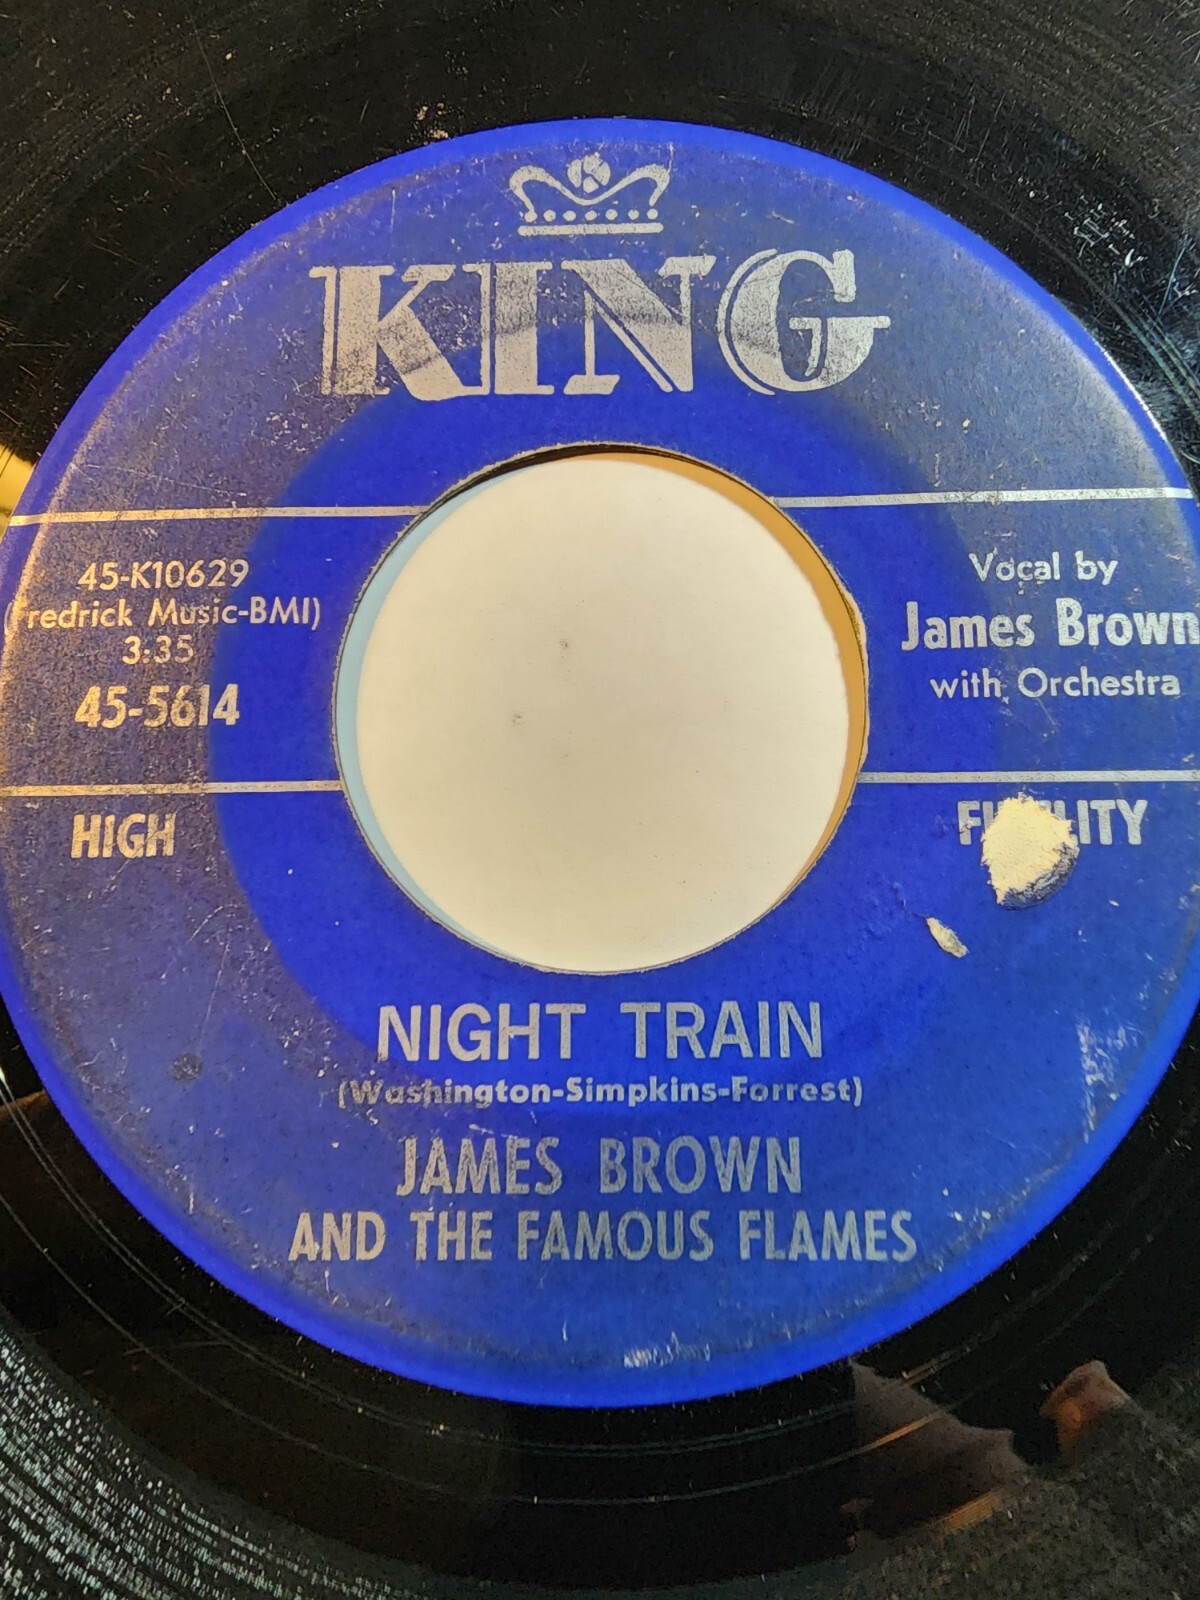 K
KING
45-K10629
redrick Music-BMI)
3:35
45-5614
Vocal by
James Brown
with Orchestra
HIGH
NIGHT TRAIN
(Washington-Simpkins-Forrest)
JAMES BROWN
AND THE FAMOUS FLAMES